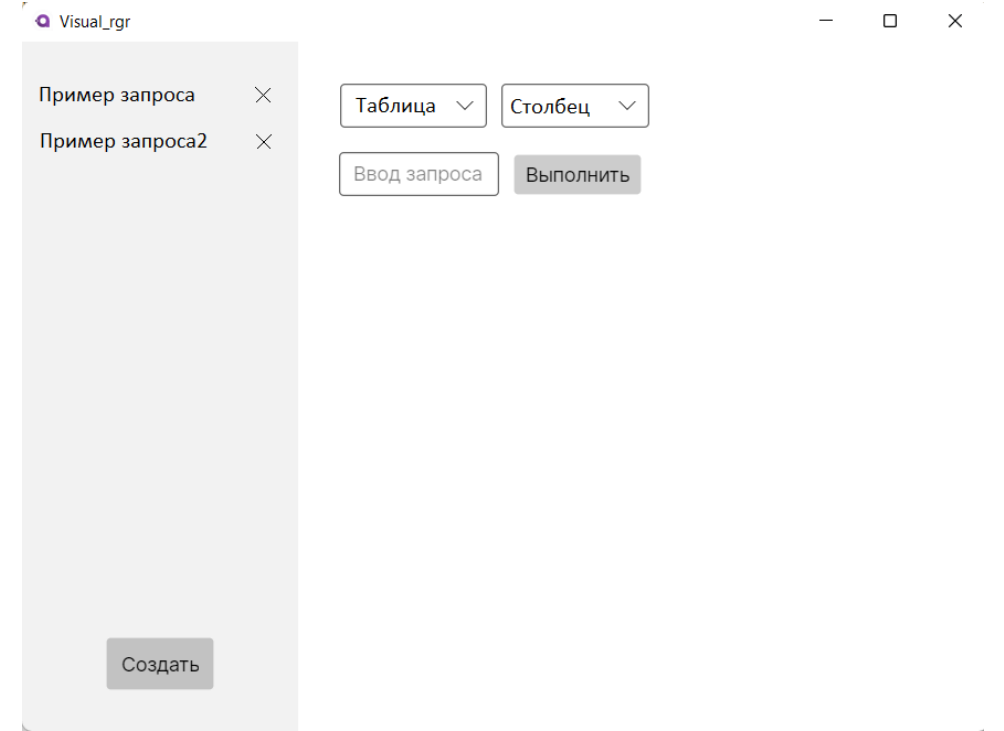 Visual_rgr
Пример запроса
Пример запроса2
Таблица Столбец
Ввод запроса Выполнить
Создать